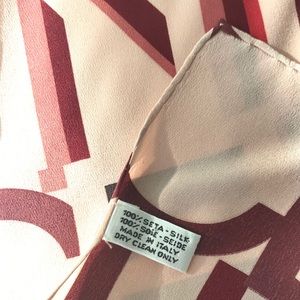 100% SETA - SILK
100% SOIE - SEIDE
MADE IN ITALY
DRY CLEAN ONLY